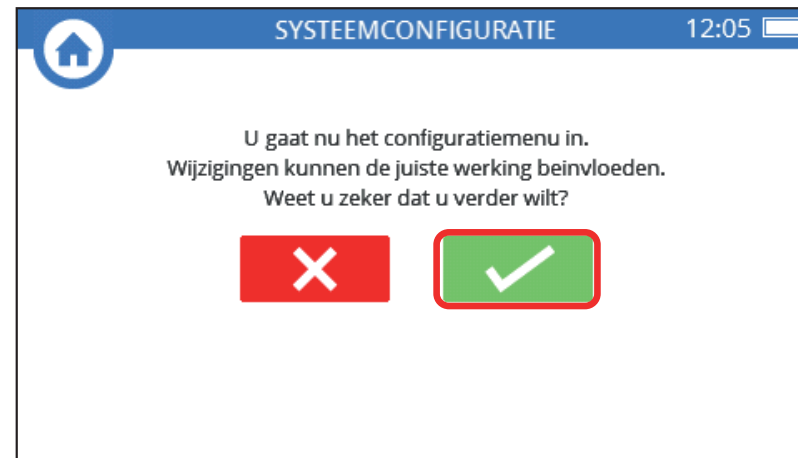 SYSTEEMCONFIGURATIE 12:05
U gaat nu het configuratiemenu in.
Wijzigingen kunnen de juiste werking beinvloeden.
Weet u zeker dat u verder wilt?